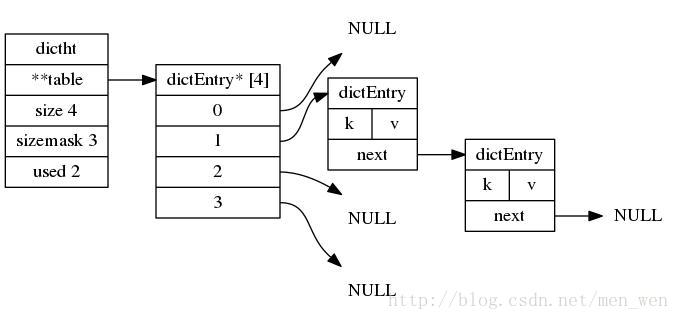 dictht
**table
size 4
sizemask 3
used 2
dictEntry* [4]
0
1
2
3
NULL
dictEntry
k v
next
NULL
NULL
dictEntry
k v
next
NULL
http://blog.csdn.net/men_wen